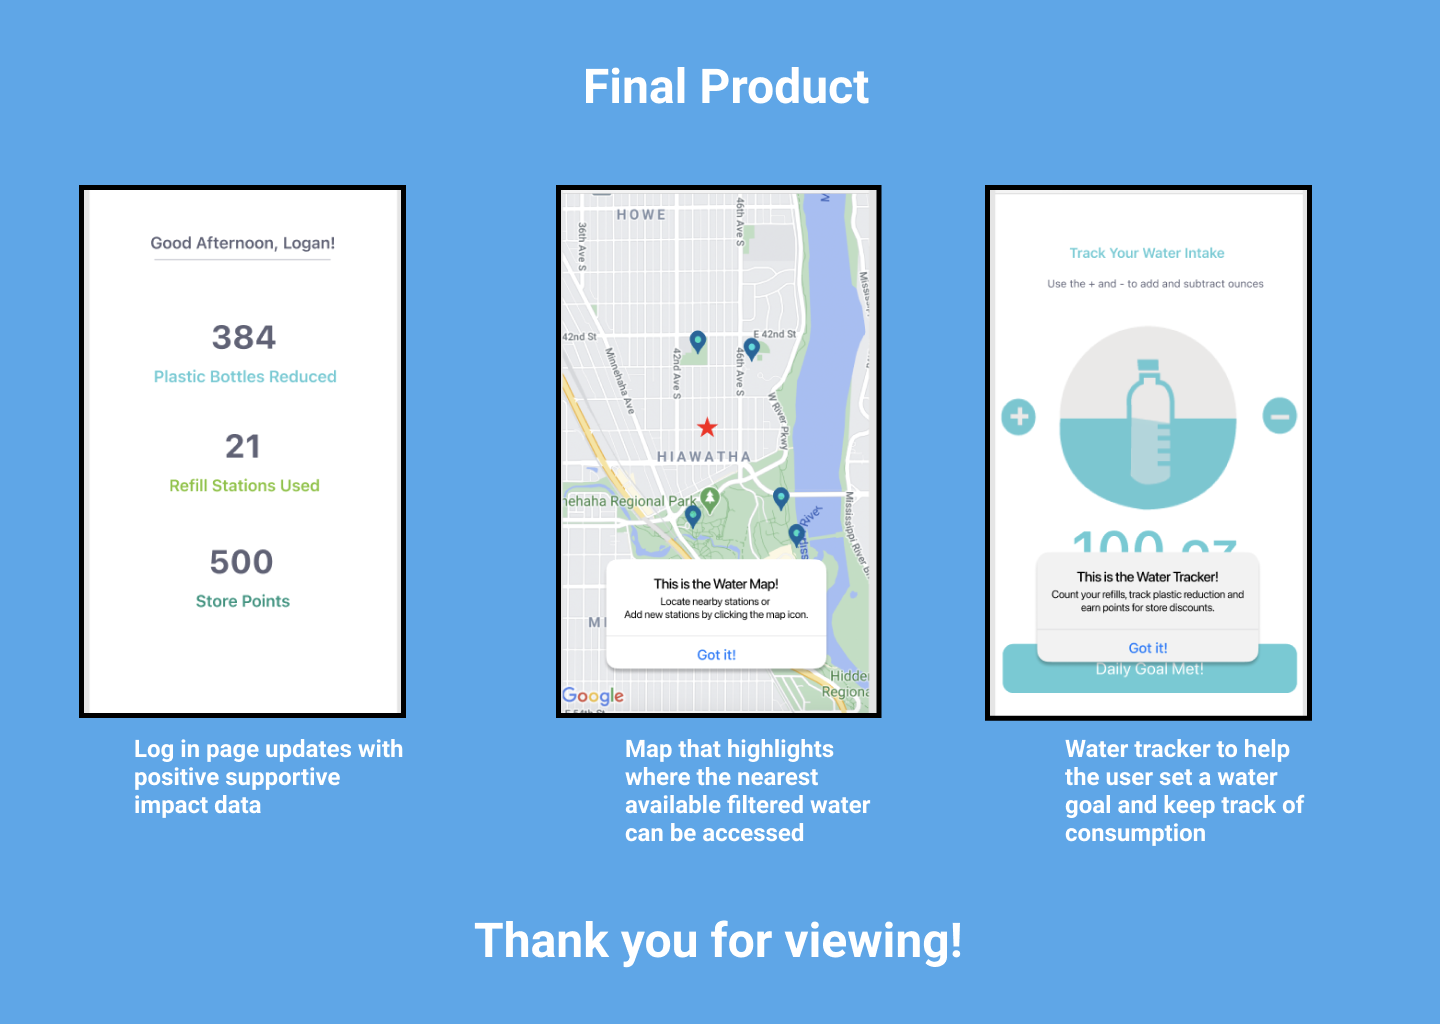 Final Product
Good Afternoon, Logan!
384
Plastic Bottles Reduced
21
Refill Stations Used
500
Store Points
Log in page updates with
positive supportive
impact data
HOWE
36th Ave S
46th Ave S
42nd St
E 42nd St
Minnehaha Ave
42nd Ave S
46th Ave S
W River Pkwy
HIAWATHA
nehaha Regional Park
Mississippi River B
This is the Water Map!
Locate nearby stations or
Add new stations by clicking the map icon.
Got it!
Google
E 54th St
Map that highlights
where the nearest
available filtered water
can be accessed
Track Your Water Intake
Use the + and - to add and subtract ounces
100 oz
This is the Water Tracker!
Count your refills, track plastic reduction and
earn points for store discounts.
Got it!
Daily Goal Met!
Water tracker to help
the user set a water
goal and keep track of
consumption
Thank you for viewing!